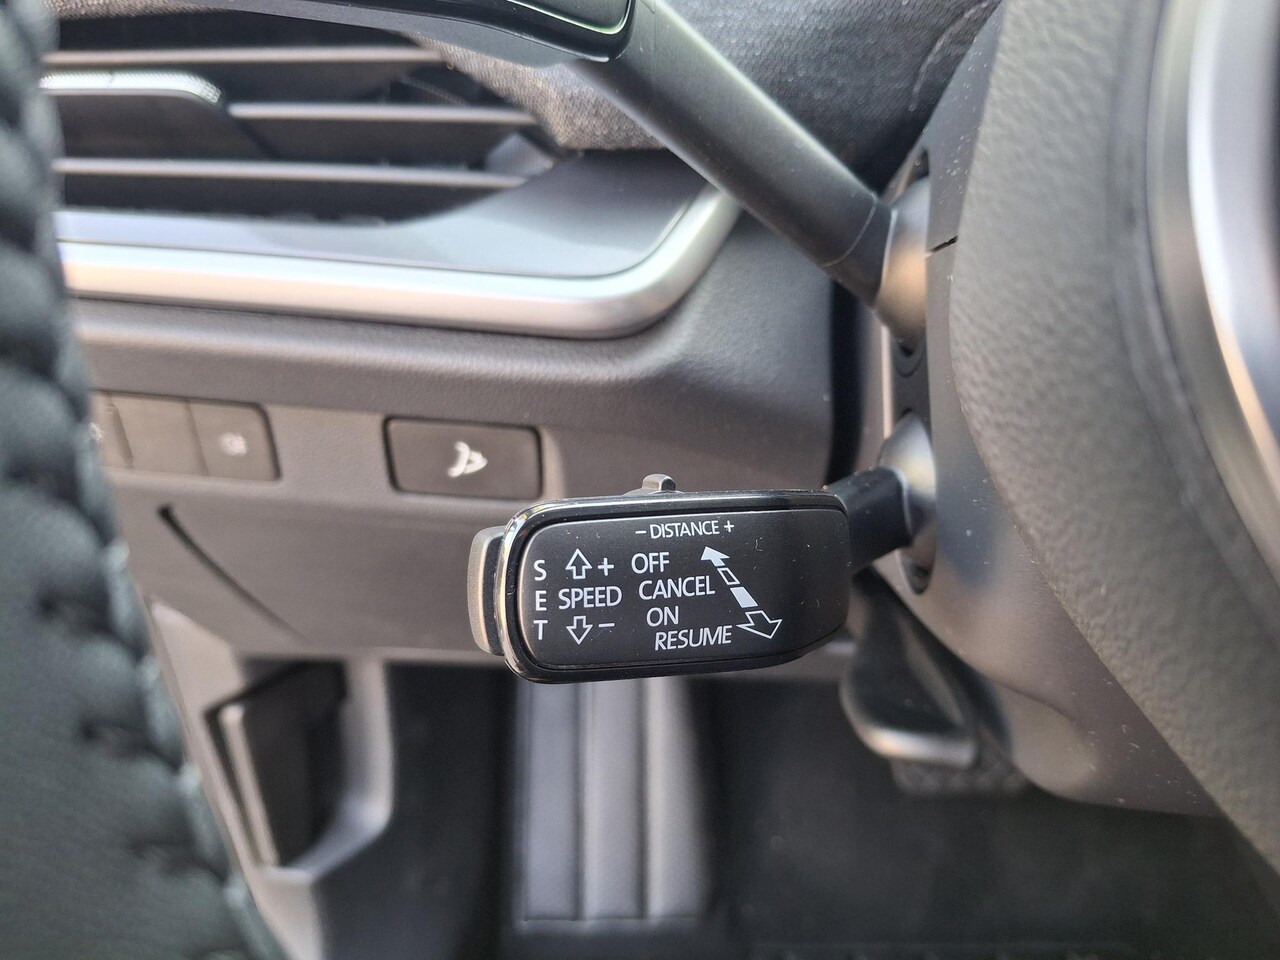 – DISTANCE +
S ⇧ + OFF
E SPEED CANCEL
T ⇩ – ON
RESUME